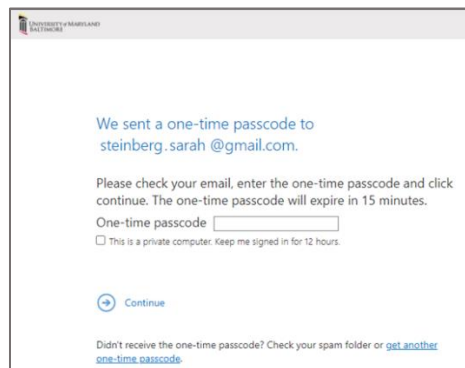 UNIVERSITY of MARYLAND
BALTIMORE
We sent a one-time passcode to
steinberg.sarah @gmail.com.
Please check your email, enter the one-time passcode and click
continue. The one-time passcode will expire in 15 minutes.
One-time passcode
This is a private computer. Keep me signed in for 12 hours.
Continue
Didn't receive the one-time passcode? Check your spam folder or get another
one-time passcode.